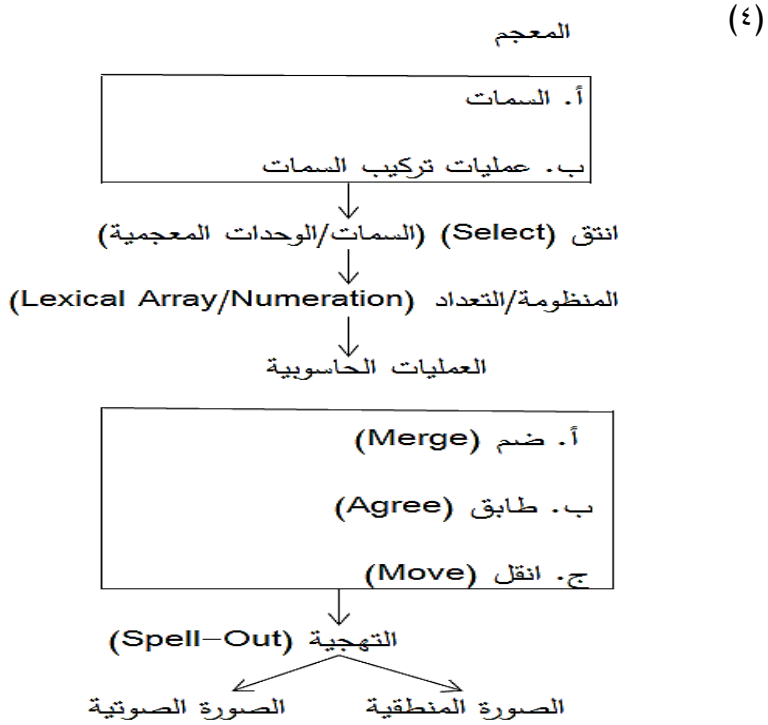 (٤)
المعجم
أ. السمات
ب. عمليات تركيب السمات
انتق (Select) (السمات/الوحدات المعجمية)
المنظومة/التعداد (Lexical Array/Numeration)
العمليات الحاسوبية
أ. ضم (Merge)
ب. طابق (Agree)
ج. انقل (Move)
التهجية (Spell-Out)
الصورة المنطقية الصورة الصوتية